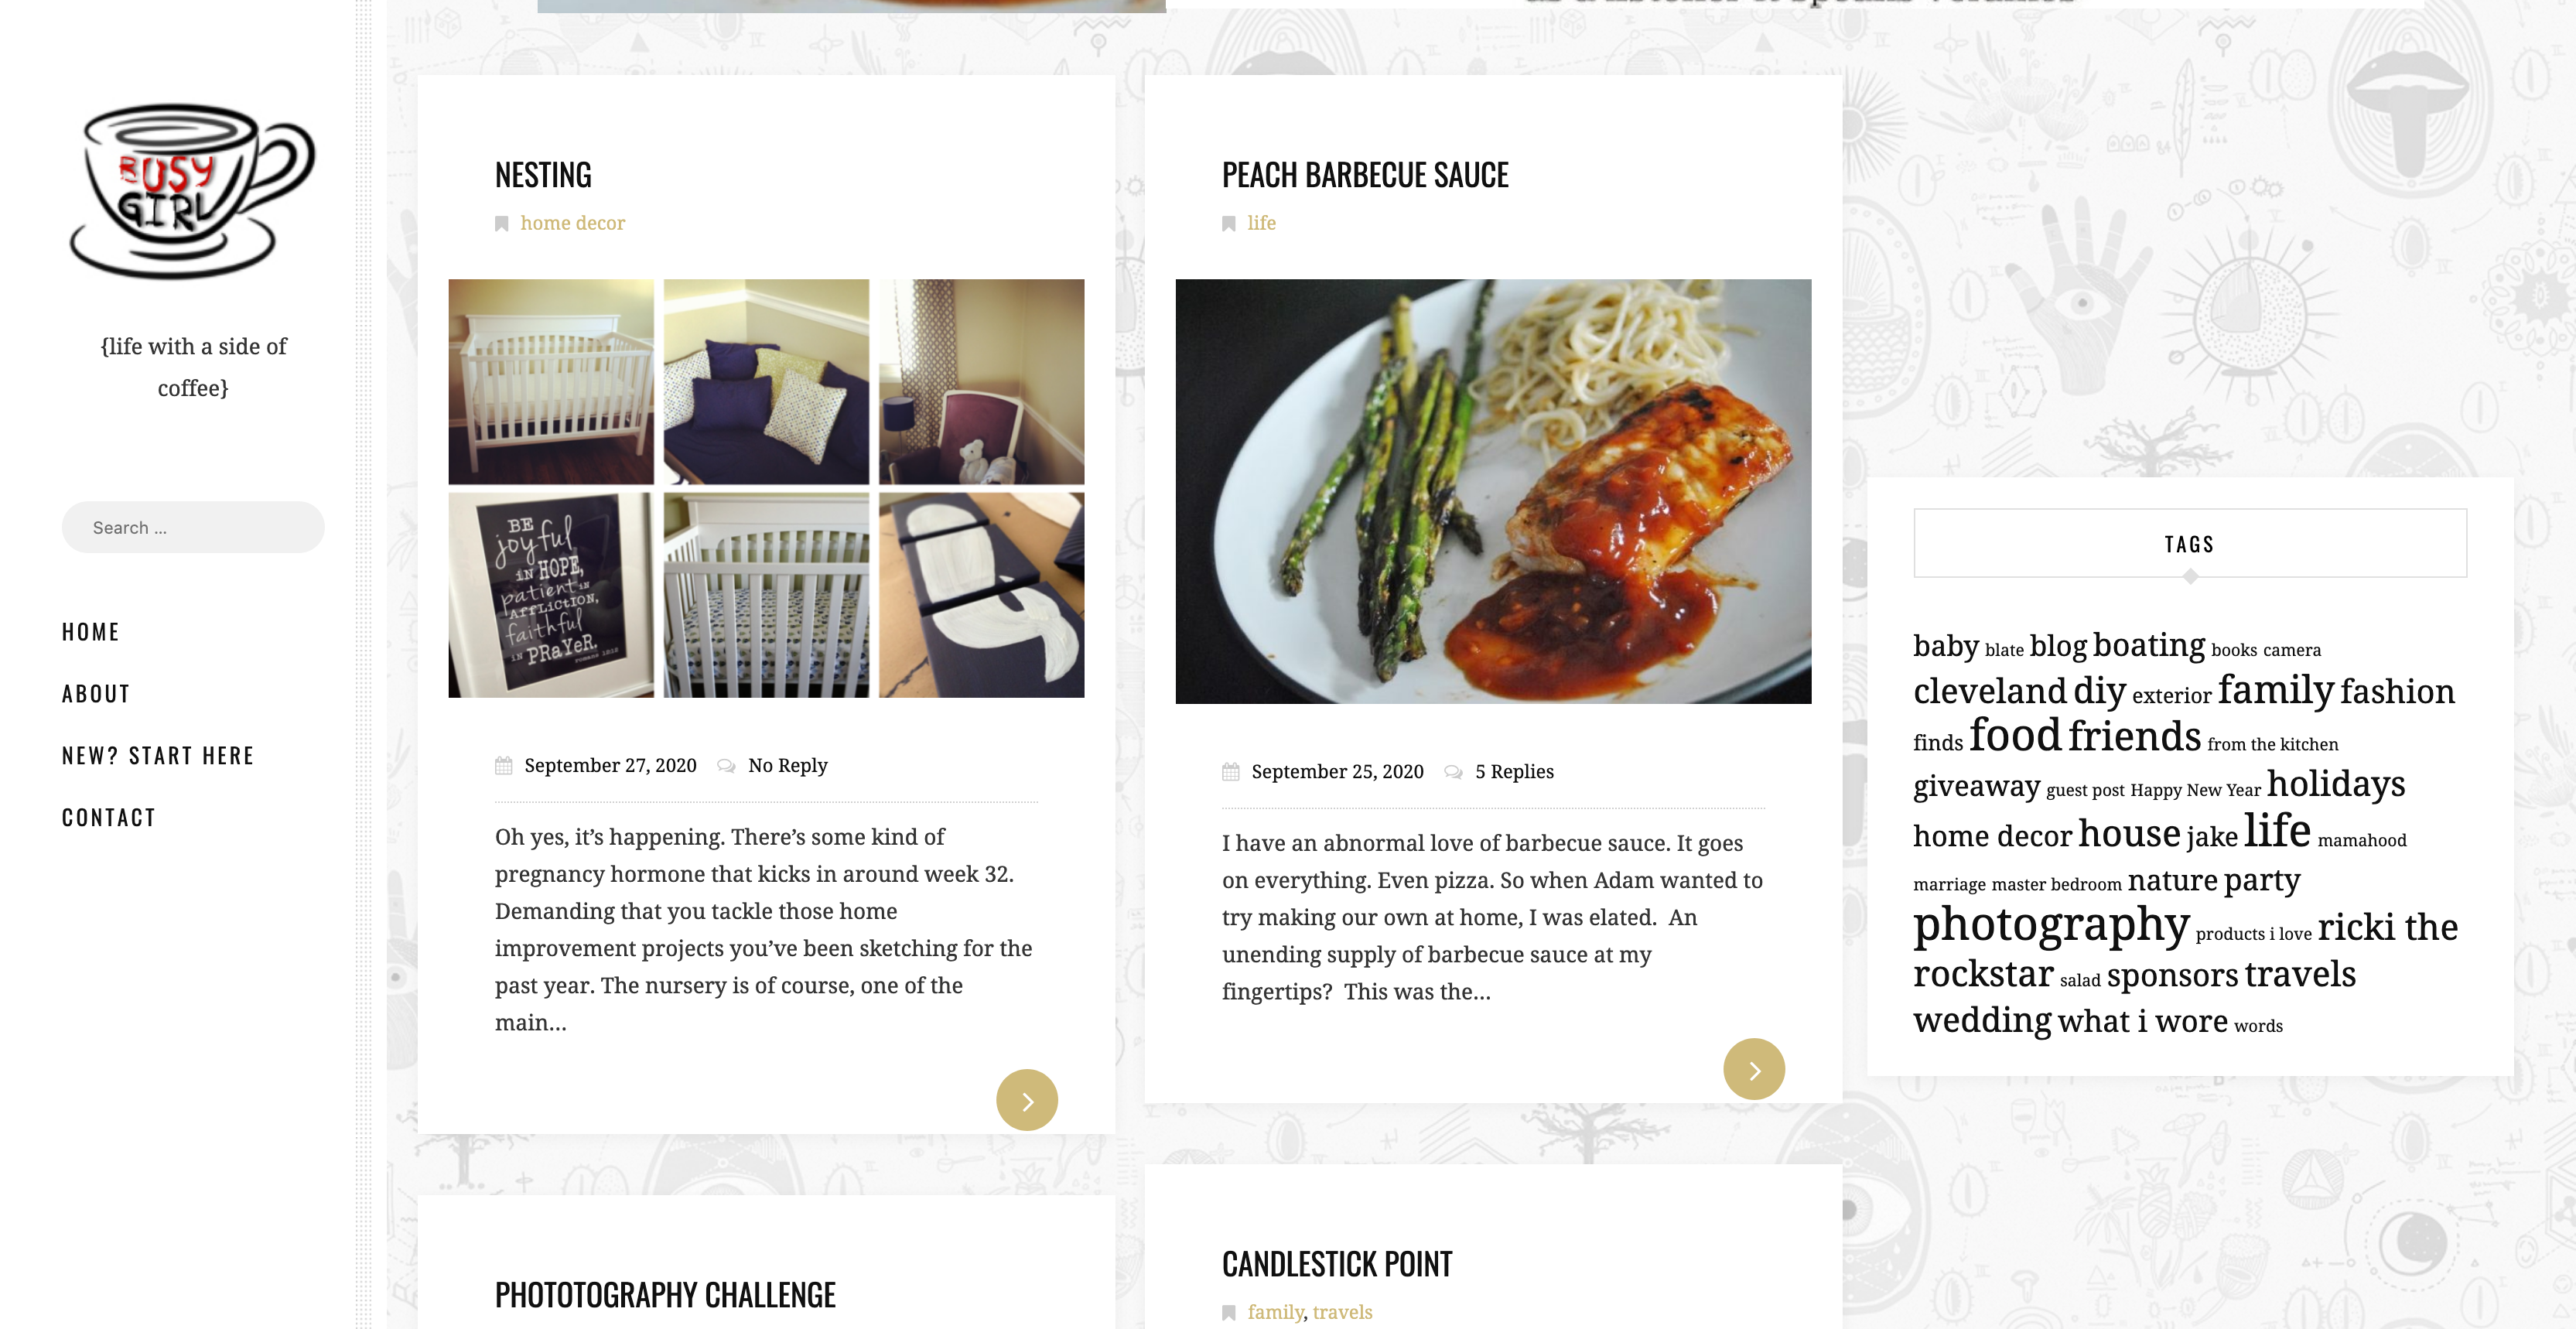 BUSY
GIRL
{life with a side of
coffee}
Search ...
HOME
ABOUT
NEW? START HERE
CONTACT
NESTING
home decor
BE
joyful
IN HOPE,
patient IN
AFFLICTION,
faithful
IN PRaYeR.
romans 12:12
September 27, 2020 No Reply
Oh yes, it’s happening. There’s some kind of
pregnancy hormone that kicks in around week 32.
Demanding that you tackle those home
improvement projects you’ve been sketching for the
past year. The nursery is of course, one of the
main…
PHOTOTOGRAPHY CHALLENGE
PEACH BARBECUE SAUCE
life
September 25, 2020 5 Replies
I have an abnormal love of barbecue sauce. It goes
on everything. Even pizza. So when Adam wanted to
try making our own at home, I was elated.  An
unending supply of barbecue sauce at my
fingertips?  This was the…
CANDLESTICK POINT
family, travels
TAGS
baby blate blog boating books camera
cleveland diy exterior family fashion
finds food friends from the kitchen
giveaway guest post Happy New Year holidays
home decor house jake life mamahood
marriage master bedroom nature party
photography products i love ricki the
rockstar salad sponsors travels
wedding what i wore words